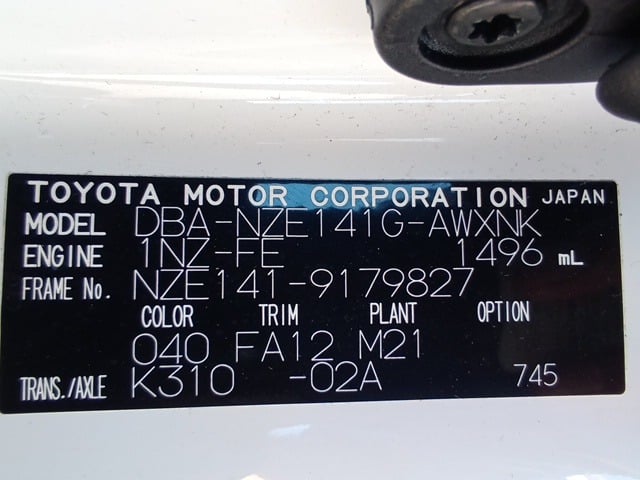 TOYOTA MOTOR CORPORATION JAPAN
MODEL DBA-NZE141G-AWXNK
ENGINE 1NZ-FE 1496 mL
FRAME No. NZE141-9179827
COLOR TRIM PLANT OPTION
040 FA12 M21
TRANS./AXLE K310 -02A 745